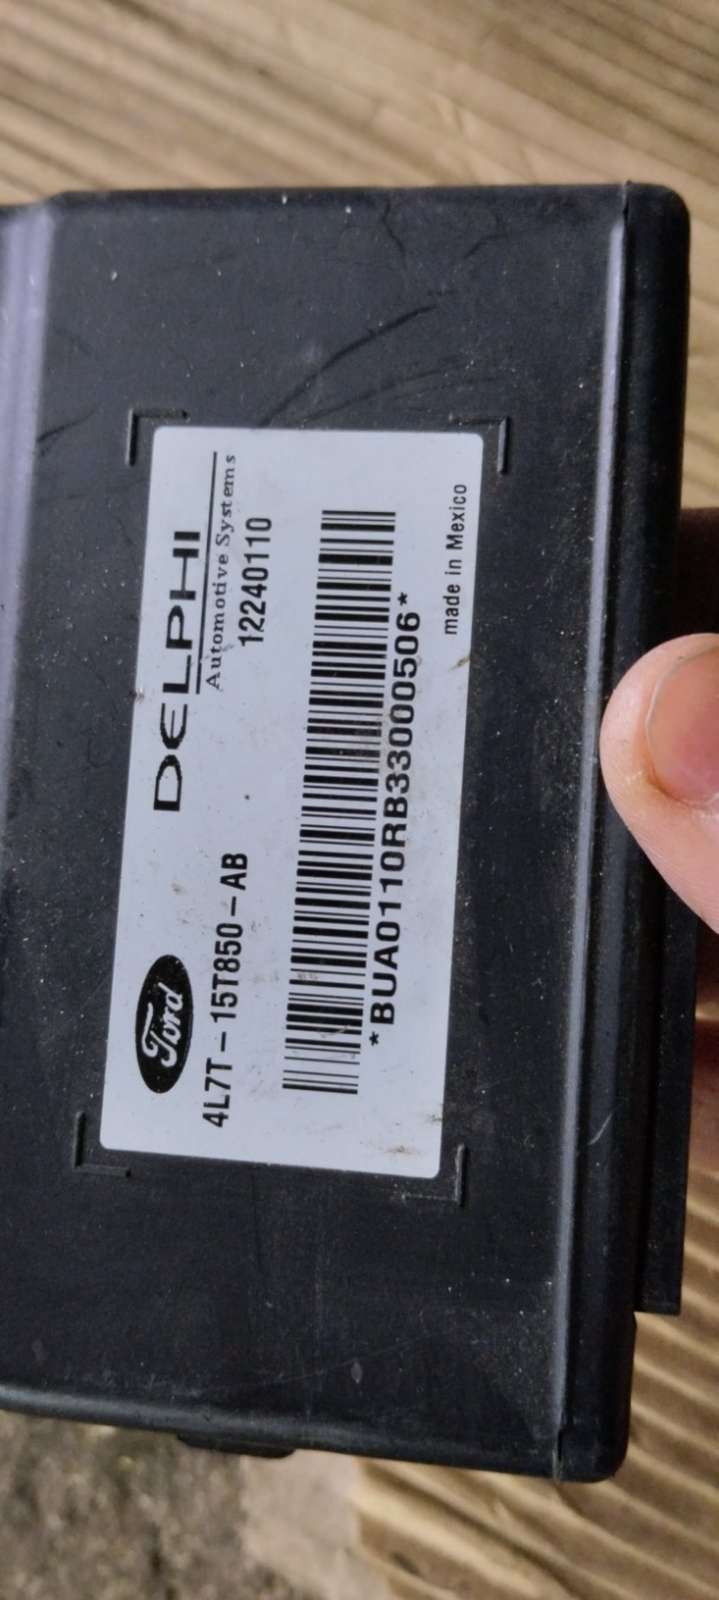 Ford
DELPHI
Automotive Systems
4L7T-15T850-AB
12240110
*BUA0110RB33000506*
made in Mexico